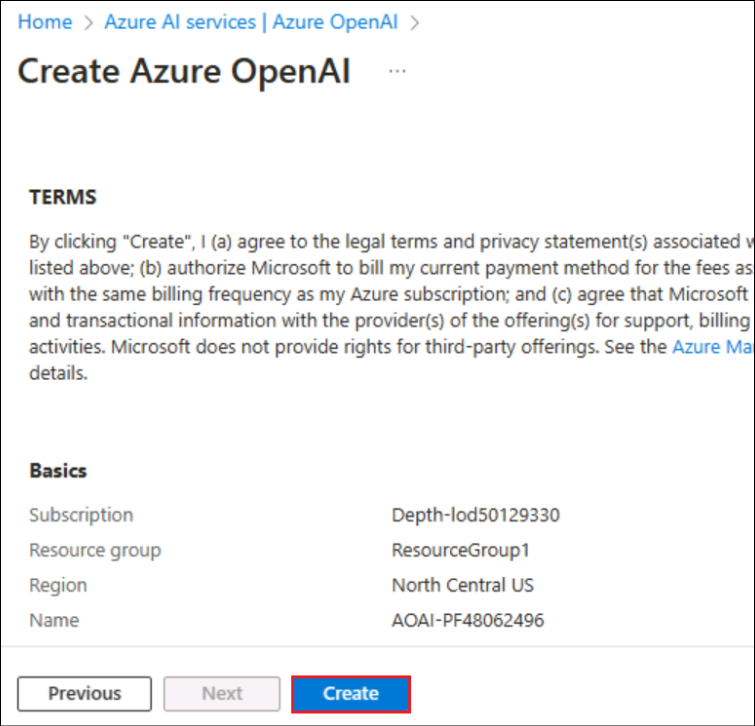 Home > Azure AI services | Azure OpenAI >
Create Azure OpenAI ...
TERMS
By clicking "Create", I (a) agree to the legal terms and privacy statement(s) associated
listed above; (b) authorize Microsoft to bill my current payment method for the fees
with the same billing frequency as my Azure subscription; and (c) agree that Microsoft
and transactional information with the provider(s) of the offering(s) for support, billing
activities. Microsoft does not provide rights for third-party offerings. See the Azure
details.
Basics
Subscription Depth-lod50129330
Resource group ResourceGroup1
Region North Central US
Name AOAI-PF48062496
Previous Next Create